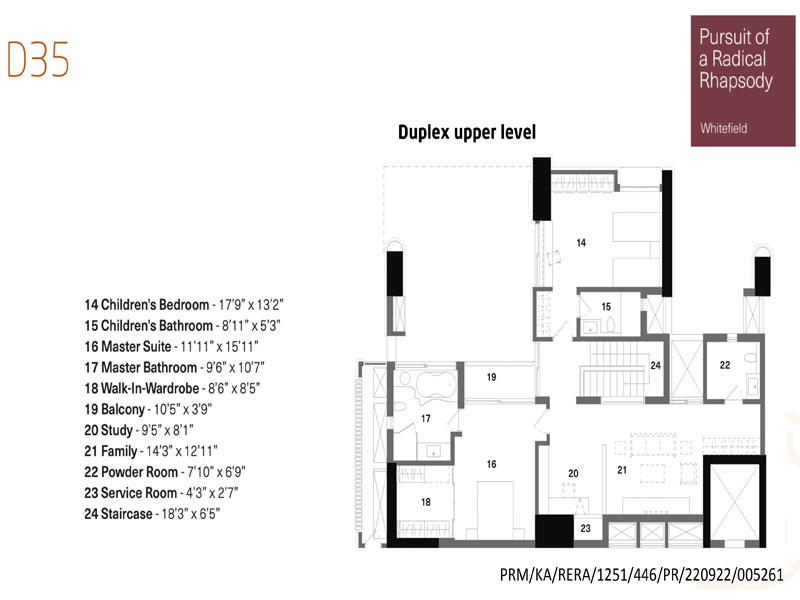 D35
Pursuit of
a Radical
Rhapsody
Whitefield
Duplex upper level
14 Children's Bedroom - 17'9" x 13'2"
15 Children's Bathroom - 8'11" x 5'3"
16 Master Suite - 11'11" x 15'11"
17 Master Bathroom - 9'6" x 10'7"
18 Walk-In-Wardrobe - 8'6" x 8'5"
19 Balcony - 10'5" x 3'9"
20 Study - 9'5" x 8'1"
21 Family - 14'3" x 12'11"
22 Powder Room - 7'10" x 6'9"
23 Service Room - 4'3" x 2'7"
24 Staircase - 18'3" x 6'5"
14
15
24
22
19
17
16
20
21
18
23
PRM/KA/RERA/1251/446/PR/220922/005261